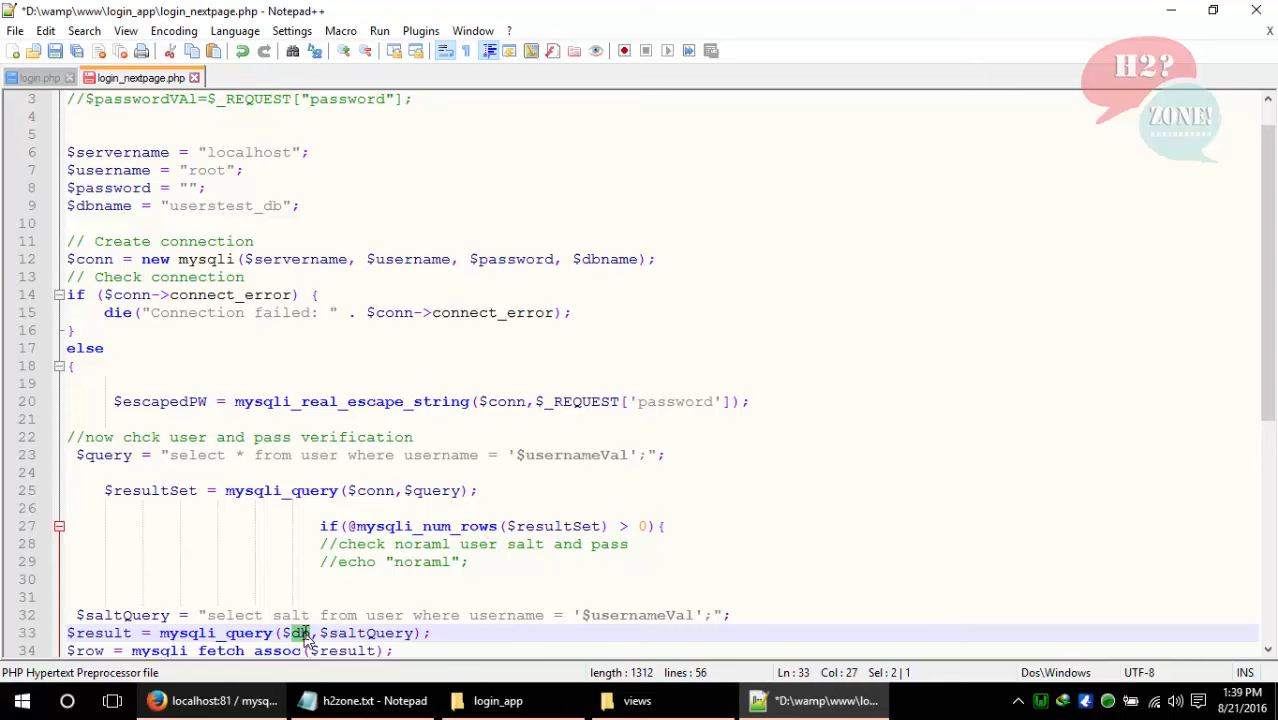 *D:\wamp\www\login_app\login_nextpage.php - Notepad++
File Edit Search View Encoding Language Settings Macro Run Plugins Window ?
X
login.php login_nextpage.php
H2?
ZONE!
3 //$passwordVAl=$_REQUEST["password"];
4
5
6 $servername = "localhost";
7 $username = "root";
8 $password = "";
9 $dbname = "userstest_db";
10
11 // Create connection
12 $conn = new mysqli($servername, $username, $password, $dbname);
13 // Check connection
14 if ($conn->connect_error) {
15 die("Connection failed: " . $conn->connect_error);
16 }
17 else
18 {
19
20 $escapedPW = mysqli_real_escape_string($conn,$_REQUEST['password']);
21
22 //now chck user and pass verification
23 $query = "select * from user where username = '$usernameVal';";
24
25 $resultSet = mysqli_query($conn,$query);
26
27 if(@mysqli_num_rows($resultSet) > 0){
28 //check noraml user salt and pass
29 //echo "noraml";
30
31
32 $saltQuery = "select salt from user where username = '$usernameVal';";
33 $result = mysqli_query($dn,$saltQuery);
34 $row = mysqli_fetch_assoc($result);
PHP Hypertext Preprocessor file length : 1312 lines : 56 Ln : 33 Col : 27 Sel : 2 | 1 Dos\Windows UTF-8 INS
localhost:81 / mysq... h2zone.txt - Notepad login_app views *D:\wamp\www\lo...
1:39 PM
8/21/2016